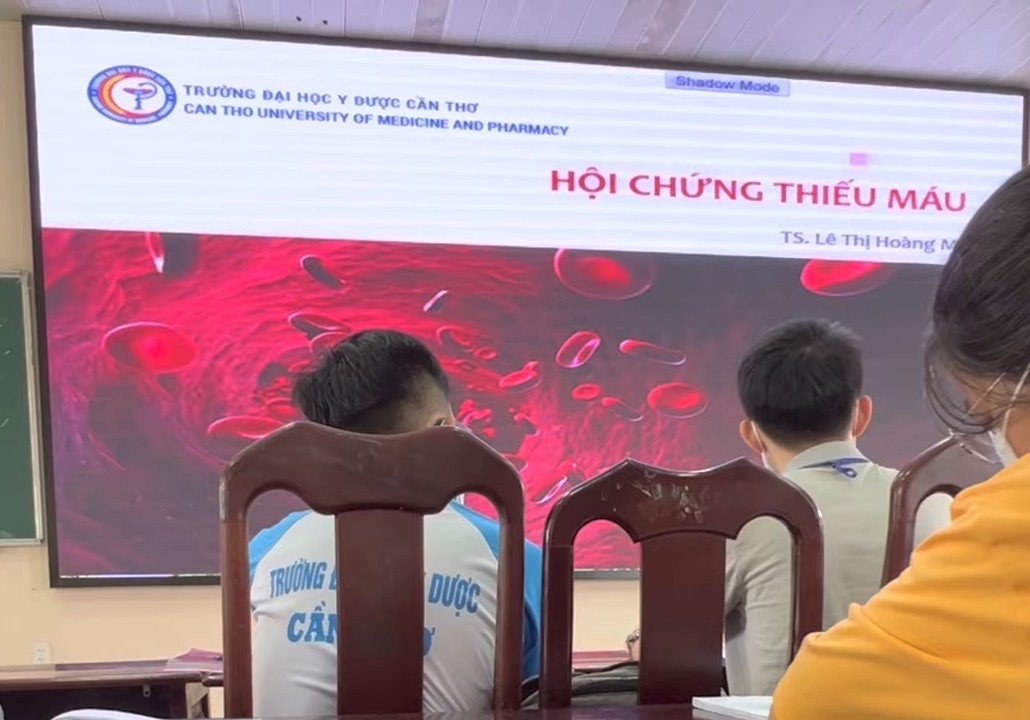 Shadow Mode
TRƯỜNG ĐẠI HỌC Y DƯỢC CẦN THƠ
CAN THO UNIVERSITY OF MEDICINE AND PHARMACY
HỘI CHỨNG THIẾU MÁU
TS. Lê Thị Hoàng M
TRƯỜNG DƯỢC